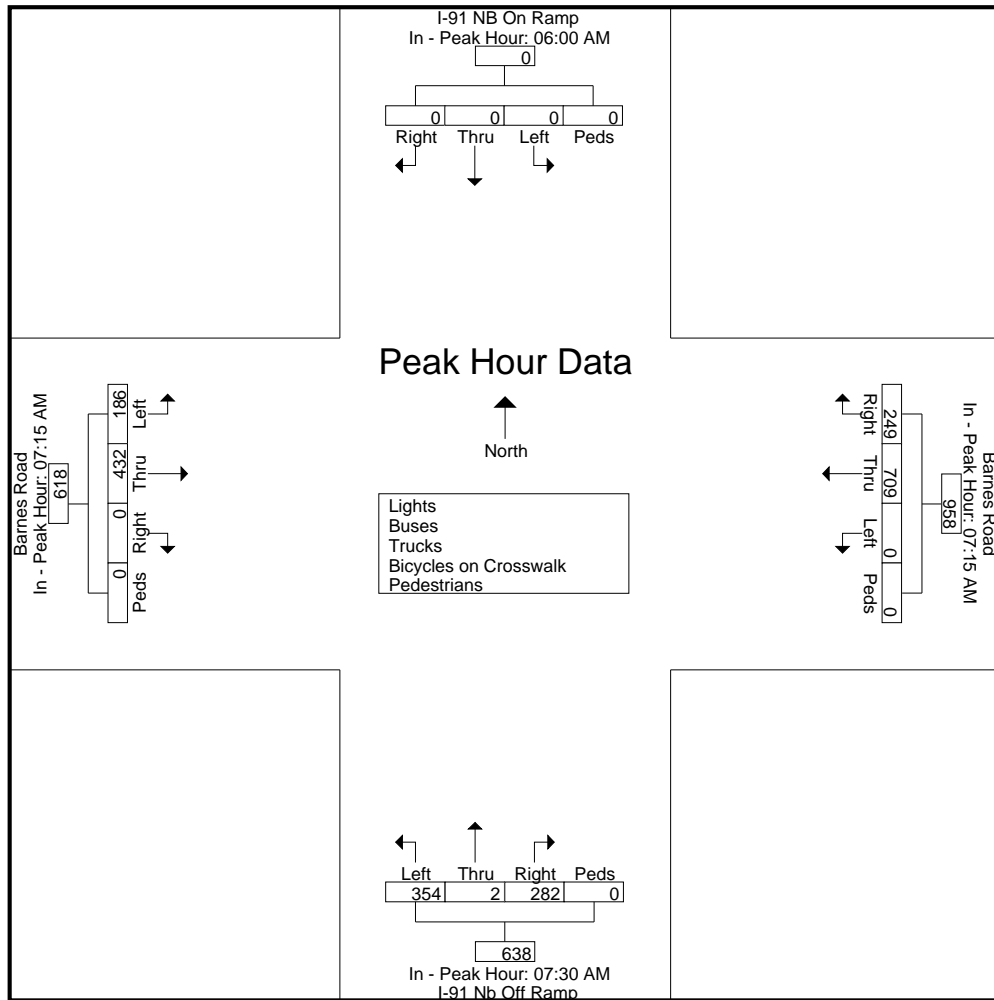 I-91 NB On Ramp
In - Peak Hour: 06:00 AM
0
0 0 0 0
Right Thru Left Peds
Peak Hour Data
North
Lights
Buses
Trucks
Bicycles on Crosswalk
Pedestrians
Barnes Road
In - Peak Hour: 07:15 AM
618
186 432 0 0
Left Thru Right Peds
Barnes Road
In - Peak Hour: 07:15 AM
958
249 709 0 0
Right Thru Left Peds
Left Thru Right Peds
354 2 282 0
638
In - Peak Hour: 07:30 AM
I-91 Nb Off Ramp